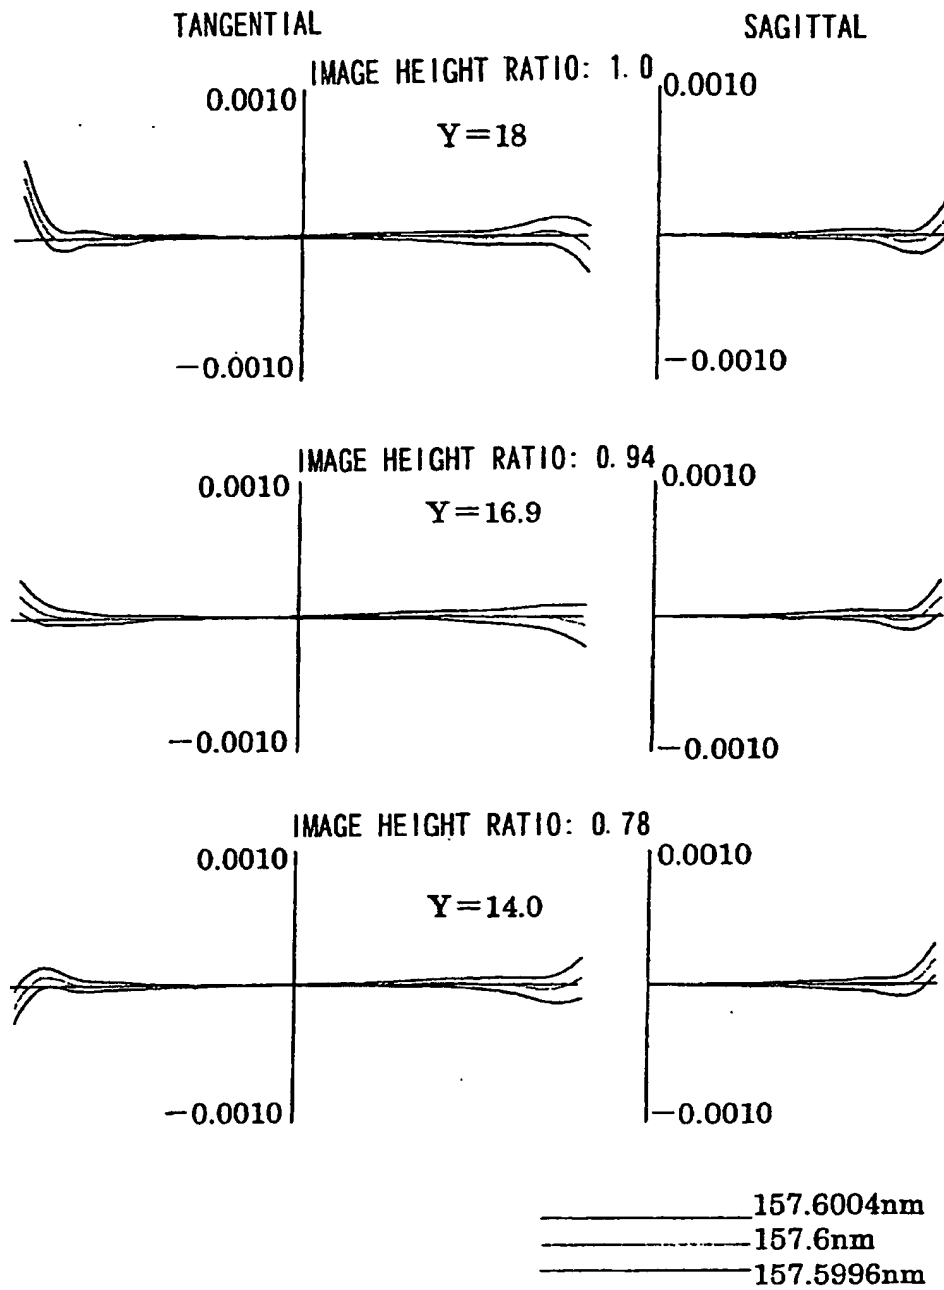 TANGENTIAL SAGITTAL
IMAGE HEIGHT RATIO: 1.0
0.0010 0.0010
Y=18
−0.0010 −0.0010
IMAGE HEIGHT RATIO: 0.94
0.0010 0.0010
Y=16.9
−0.0010 −0.0010
IMAGE HEIGHT RATIO: 0.78
0.0010 0.0010
Y=14.0
−0.0010 −0.0010
157.6004nm
157.6nm
157.5996nm